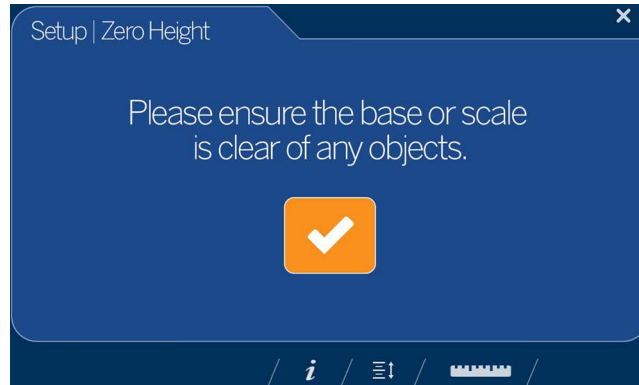 Setup | Zero Height
Please ensure the base or scale
is clear of any objects.
i